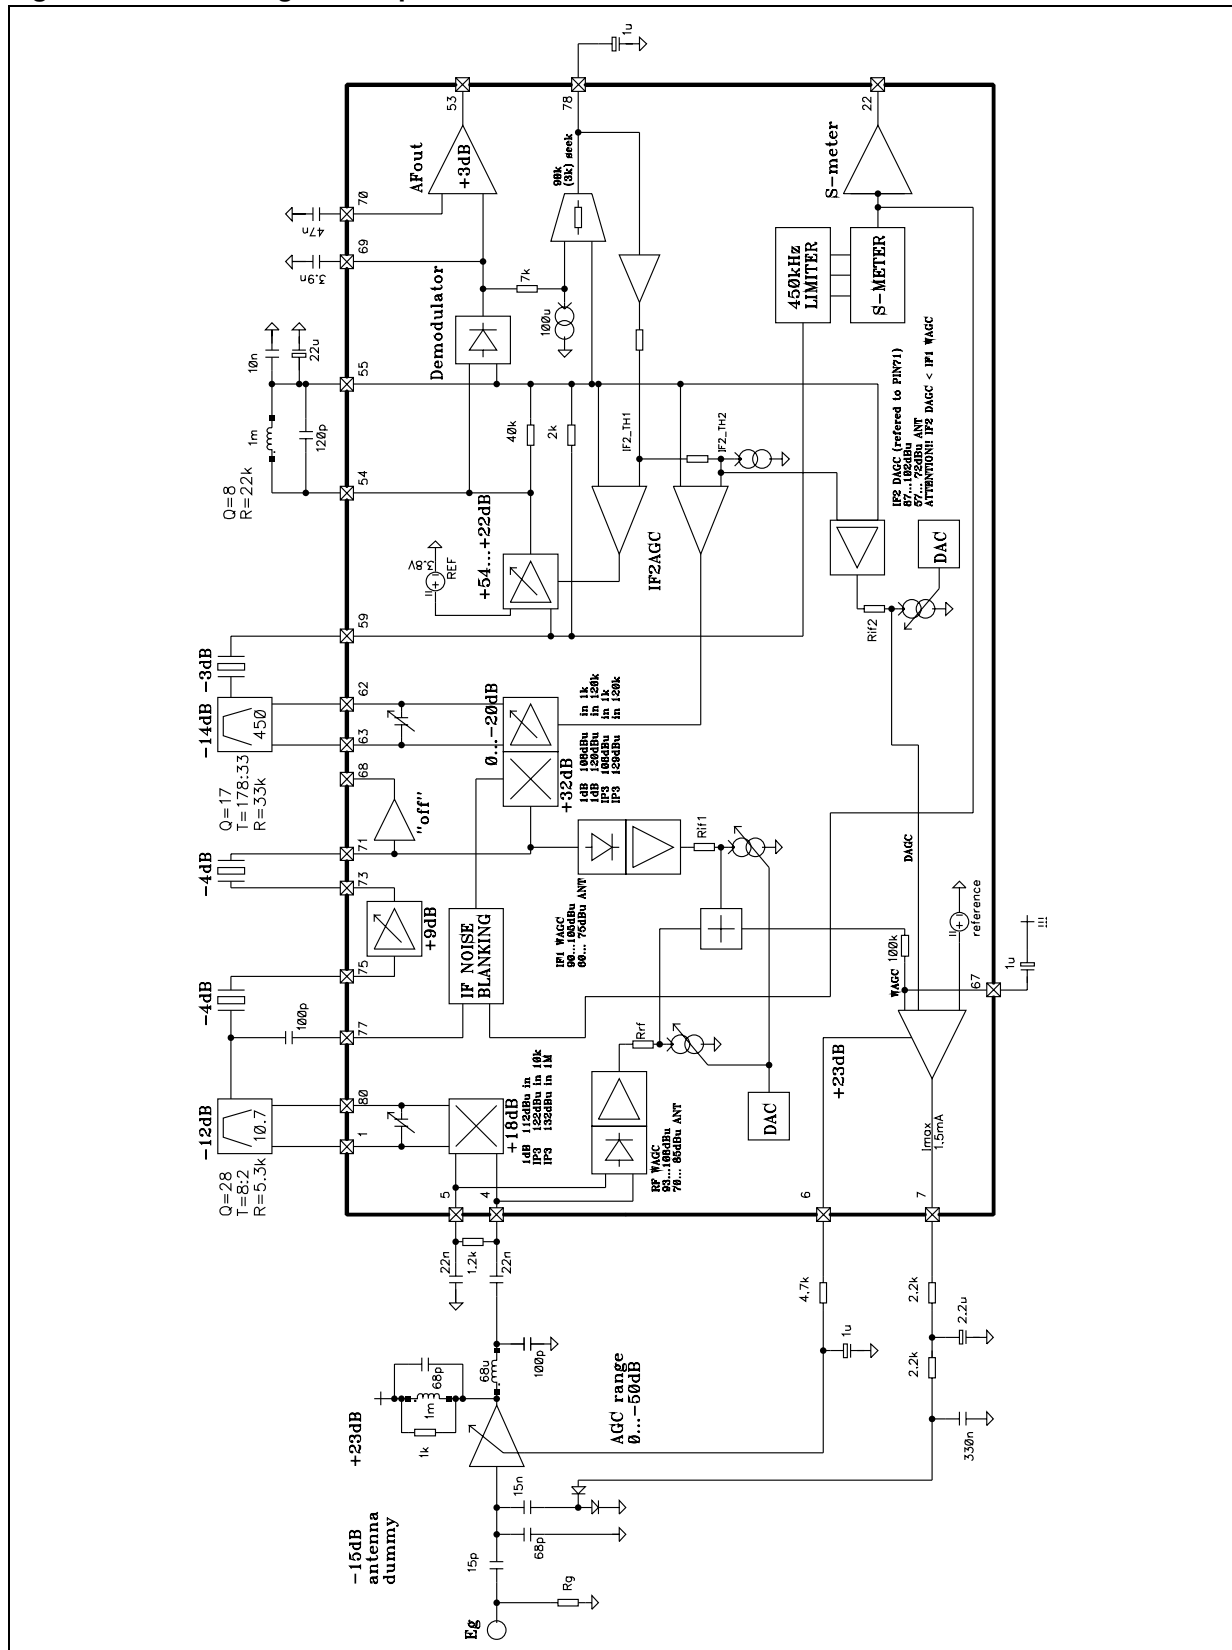 -15dB
antenna
dummy
Eg
Rg
15p
68p
15n
+23dB
1k
1m
68p
68u
100p
AGC range
0...-50dB
22n
1.2k
22n
4.7k
1u
2.2k
2.2u
2.2k
330n
5
4
6
7
Q=28
T=8:2
R=5.3k
-12dB
10.7
1
80
+18dB
1dB 112dBu in
IP3 122dBu in 10k
IP3 132dBu in 1M
100p
77
-4dB
75
+9dB
73
-4dB
71
"off"
68
IF NOISE
BLANKING
RF WAGC
93...108dBu
70... 85dBu ANT
Rrf
DAC
IF1 WAGC
90...105dBu
60... 75dBu ANT
Rif1
Q=17
T=178:33
R=33k
-14dB
450
-3dB
63
62
59
0...-20dB
+32dB
1dB 108dBu in 1k
1dB 120dBu in 120k
IP3 108dBu in 1k
IP3 129dBu in 120k
3.8V
REF
+54...+22dB
Q=8
R=22k
1m
120p
10n
22u
54
55
40k
2k
Demodulator
3.9n
47n
69
70
7k
100u
AFout
+3dB
53
90k
(3k) seek
78
1u
IF2_TH1
IF2_TH2
IF2AGC
450kHz
LIMITER
S-METER
S-meter
22
IF2 DAGC (refered to PIN71)
87...102dBu
57... 72dBu ANT
ATTENTION!! IF2 DAGC < IF1 WAGC
DAC
Rif2
DAGC
WAGC
100k
reference
1u
!!!
67
+23dB
Imax
1.5mA